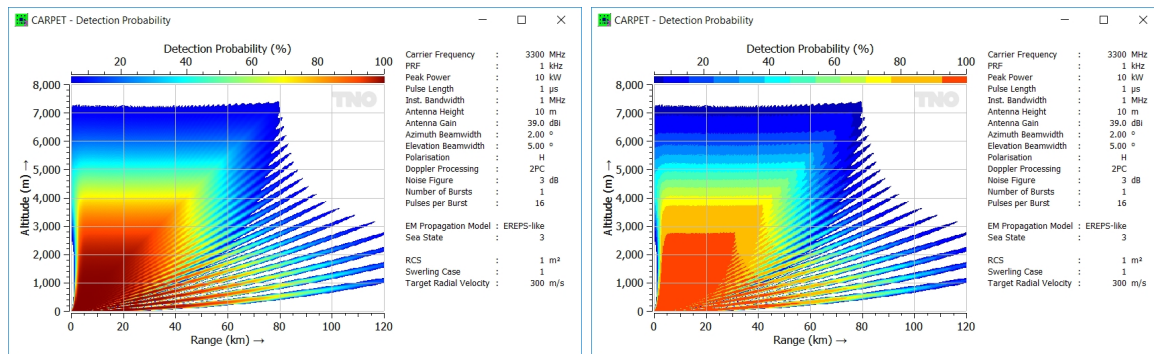 CARPET - Detection Probability
Detection Probability (%)
20 40 60 80 100
8,000
7,000
6,000
5,000
4,000
3,000
2,000
1,000
0
Altitude (m) →
0 20 40 60 80 100 120
Range (km) →
TNO
Carrier Frequency : 3300 MHz
PRF : 1 kHz
Peak Power : 10 kW
Pulse Length : 1 µs
Inst. Bandwidth : 1 MHz
Antenna Height : 10 m
Antenna Gain : 39.0 dBi
Azimuth Beamwidth : 2.00 °
Elevation Beamwidth : 5.00 °
Polarisation : H
Doppler Processing : 2PC
Noise Figure : 3 dB
Number of Bursts : 1
Pulses per Burst : 16
EM Propagation Model : EREPS-like
Sea State : 3
RCS : 1 m²
Swerling Case : 1
Target Radial Velocity : 300 m/s
CARPET - Detection Probability
Detection Probability (%)
20 40 60 80 100
8,000
7,000
6,000
5,000
4,000
3,000
2,000
1,000
0
Altitude (m) →
0 20 40 60 80 100 120
Range (km) →
TNO
Carrier Frequency : 3300 MHz
PRF : 1 kHz
Peak Power : 10 kW
Pulse Length : 1 µs
Inst. Bandwidth : 1 MHz
Antenna Height : 10 m
Antenna Gain : 39.0 dBi
Azimuth Beamwidth : 2.00 °
Elevation Beamwidth : 5.00 °
Polarisation : H
Doppler Processing : 2PC
Noise Figure : 3 dB
Number of Bursts : 1
Pulses per Burst : 16
EM Propagation Model : EREPS-like
Sea State : 3
RCS : 1 m²
Swerling Case : 1
Target Radial Velocity : 300 m/s